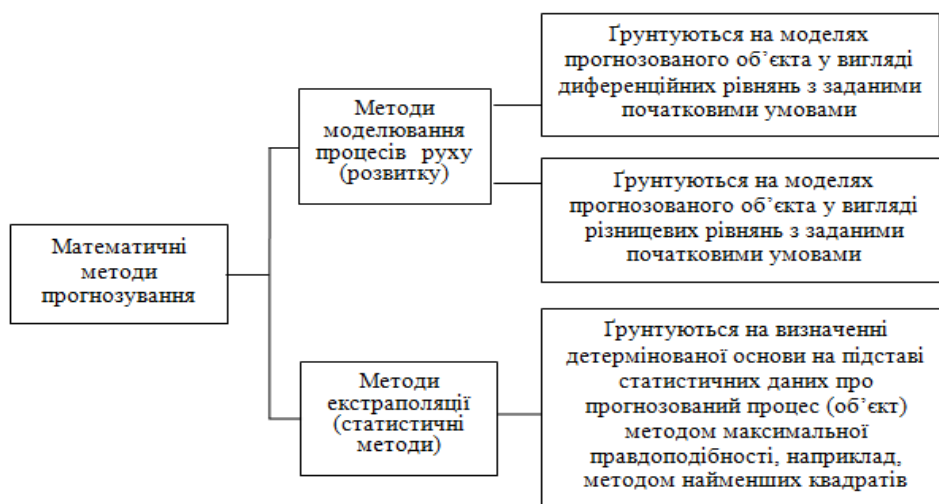 Математичні
методи
прогнозування
Методи
моделювання
процесів руху
(розвитку)
Ґрунтуються на моделях
прогнозованого об’єкта у вигляді
диференційних рівнянь з заданими
початковими умовами
Ґрунтуються на моделях
прогнозованого об’єкта у вигляді
різницевих рівнянь з заданими
початковими умовами
Методи
екстраполяції
(статистичні
методи)
Ґрунтуються на визначенні
детермінованої основи на підставі
статистичних даних про
прогнозований процес (об’єкт)
методом максимальної
правдоподібності, наприклад,
методом найменших квадратів